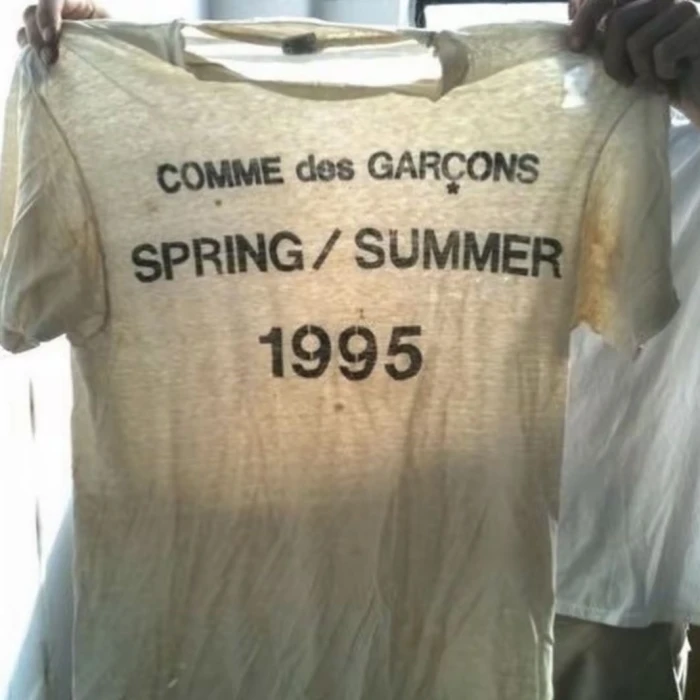 COMME des GARÇONS
SPRING / SUMMER
1995